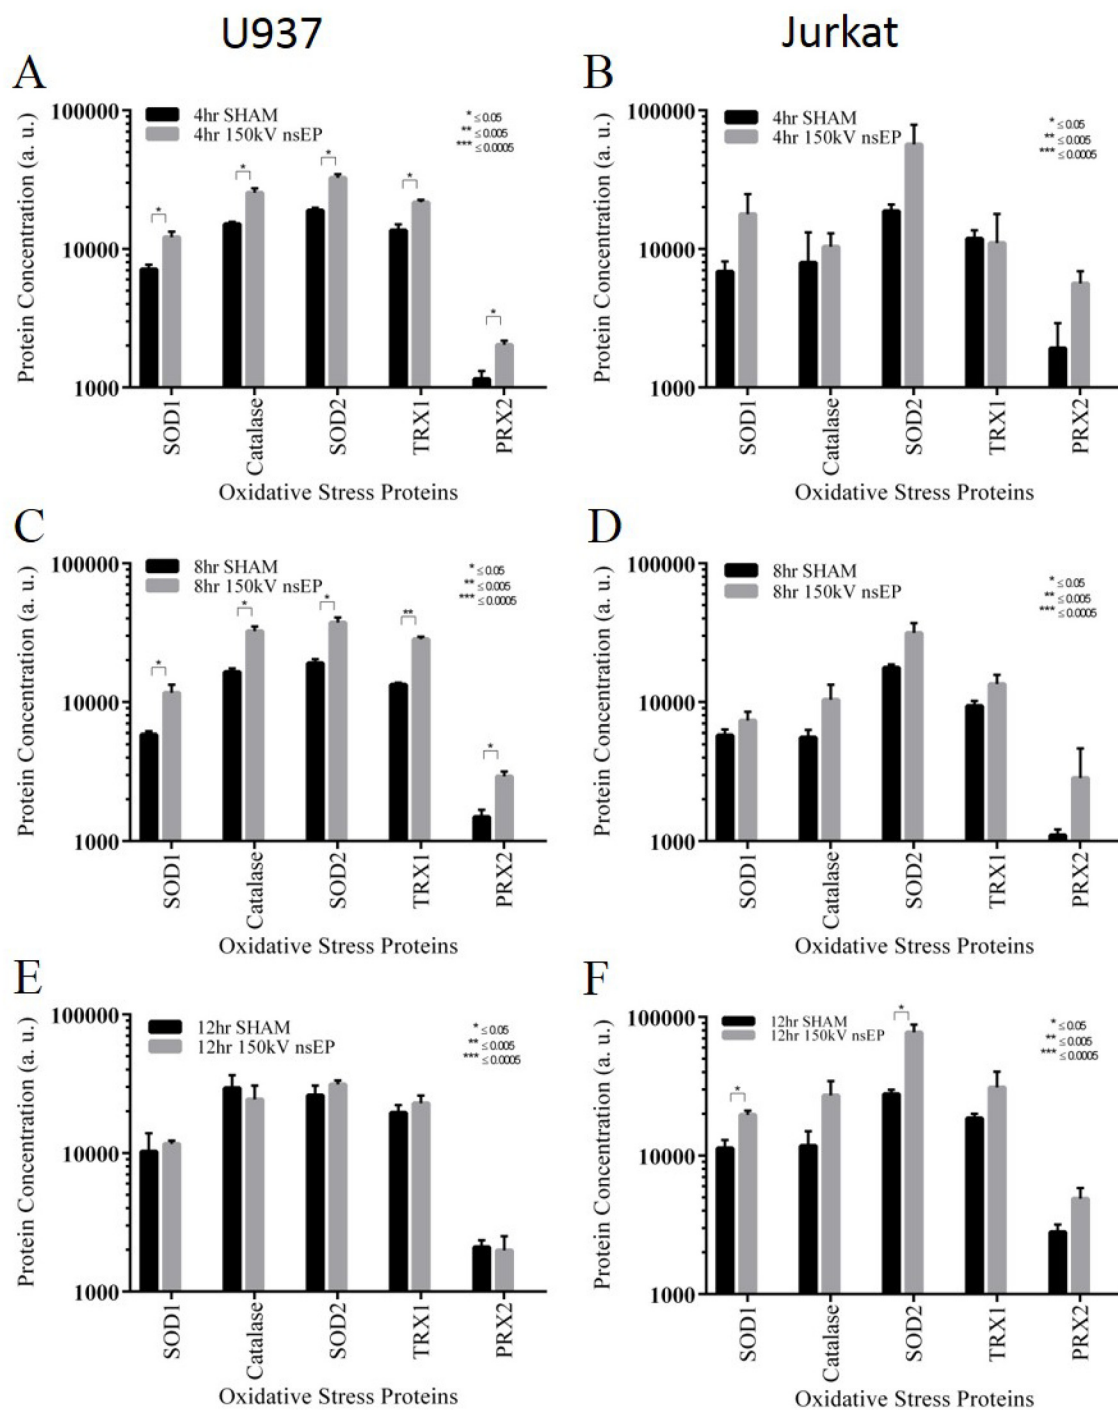 U937
Jurkat
A
100000
10000
1000
Protein Concentration (a. u.)
4hr SHAM
4hr 150kV nsEP
* ≤ 0.05
** ≤ 0.005
*** ≤ 0.0005
*
*
*
*
*
SOD1
Catalase
SOD2
TRX1
PRX2
Oxidative Stress Proteins
B
100000
10000
1000
Protein Concentration (a. u.)
4hr SHAM
4hr 150kV nsEP
* ≤ 0.05
** ≤ 0.005
*** ≤ 0.0005
SOD1
Catalase
SOD2
TRX1
PRX2
Oxidative Stress Proteins
C
100000
10000
1000
Protein Concentration (a. u.)
8hr SHAM
8hr 150kV nsEP
* ≤ 0.05
** ≤ 0.005
*** ≤ 0.0005
*
*
*
**
*
SOD1
Catalase
SOD2
TRX1
PRX2
Oxidative Stress Proteins
D
100000
10000
1000
Protein Concentration (a. u.)
8hr SHAM
8hr 150kV nsEP
* ≤ 0.05
** ≤ 0.005
*** ≤ 0.0005
SOD1
Catalase
SOD2
TRX1
PRX2
Oxidative Stress Proteins
E
100000
10000
1000
Protein Concentration (a. u.)
12hr SHAM
12hr 150kV nsEP
* ≤ 0.05
** ≤ 0.005
*** ≤ 0.0005
SOD1
Catalase
SOD2
TRX1
PRX2
Oxidative Stress Proteins
F
100000
10000
1000
Protein Concentration (a. u.)
12hr SHAM
12hr 150kV nsEP
* ≤ 0.05
** ≤ 0.005
*** ≤ 0.0005
*
*
SOD1
Catalase
SOD2
TRX1
PRX2
Oxidative Stress Proteins